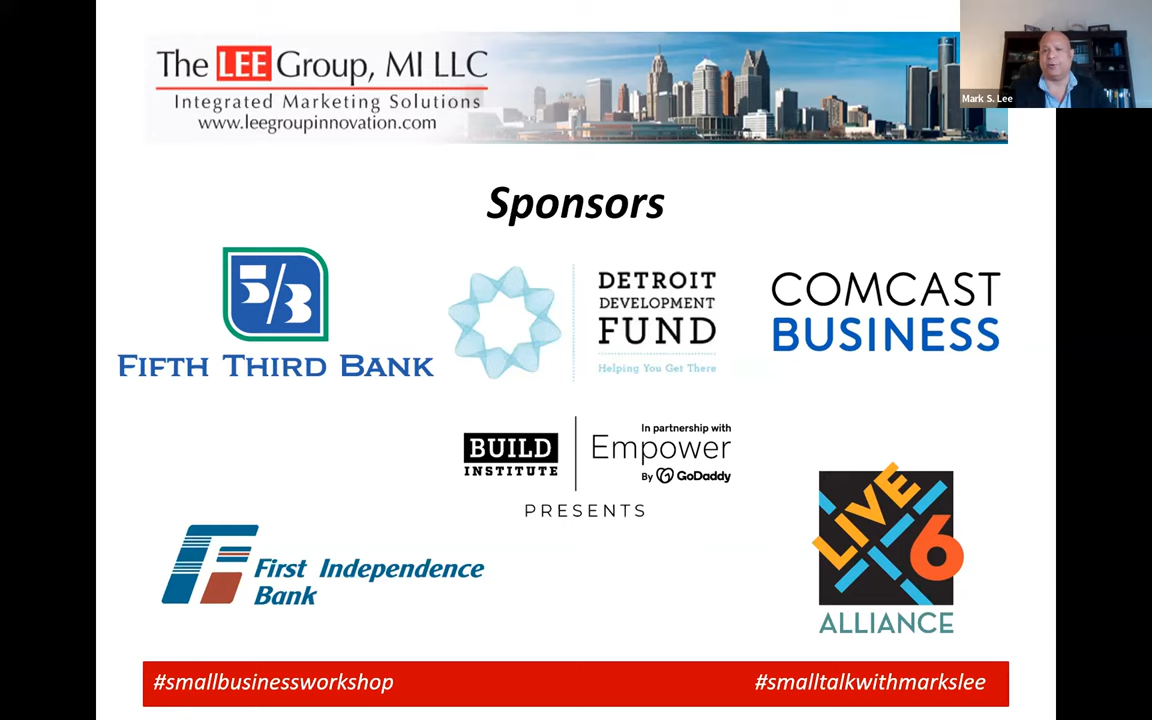 The LEE Group, MI LLC
Integrated Marketing Solutions
www.leegroupinnovation.com
Mark S. Lee
Sponsors
5/3
FIFTH THIRD BANK
DETROIT
DEVELOPMENT
FUND
Helping You Get There
COMCAST
BUSINESS
BUILD
INSTITUTE
In partnership with
Empower
By GoDaddy
PRESENTS
First Independence
Bank
LIVE
6
ALLIANCE
#smallbusinessworkshop
#smalltalkwithmarkslee